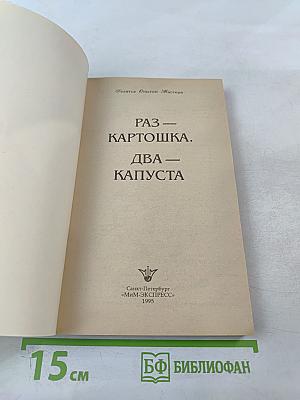 РАЗ —
КАРТОШКА.
ДВА —
КАПУСТА
Санкт-Петербург
«МиМ-ЭКСПРЕСС»
1995
15 см
БФ БИБЛИОФАН